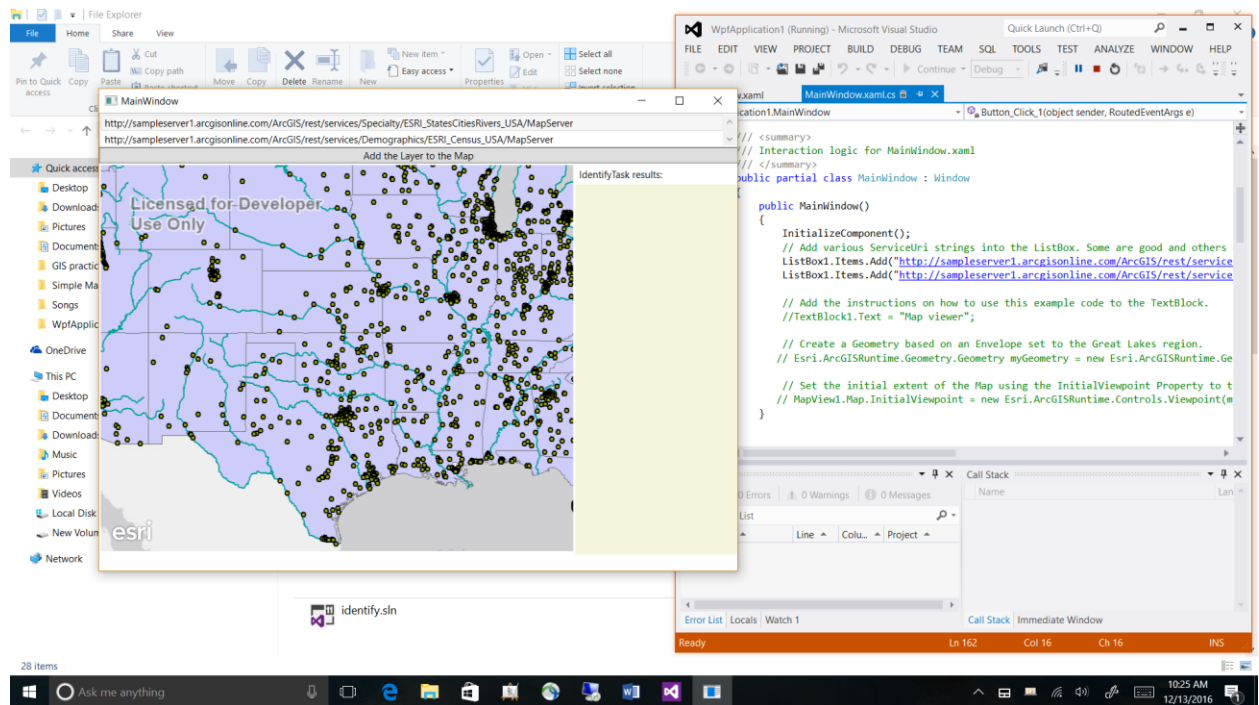 File Explorer
File Home Share View
Pin to Quick access
Copy
Paste
Cut
Copy path
Move
Copy
Delete
Rename
New
New item
Easy access
Properties
Open
Edit
Select all
Select none
Quick access
Desktop
Download
Pictures
Document
GIS practic
Simple Ma
Songs
WpfApplic
OneDrive
This PC
Desktop
Document
Download
Music
Pictures
Videos
Local Disk
New Volun
Network
identify.sln
28 items
MainWindow
http://sampleserver1.arcgisonline.com/ArcGIS/rest/services/Specialty/ESRI_StatesCitiesRivers_USA/MapServer
http://sampleserver1.arcgisonline.com/ArcGIS/rest/services/Demographics/ESRI_Census_USA/MapServer
Add the Layer to the Map
IdentifyTask results:
Licensed for Developer
Use Only
esri
WpfApplication1 (Running) - Microsoft Visual Studio
Quick Launch (Ctrl+Q)
FILE EDIT VIEW PROJECT BUILD DEBUG TEAM SQL TOOLS TEST ANALYZE WINDOW HELP
Continue Debug
w.xaml MainWindow.xaml.cs
cation1.MainWindow Button_Click_1(object sender, RoutedEventArgs e)
/// <summary>
/// Interaction logic for MainWindow.xaml
/// </summary>
public partial class MainWindow : Window
{
public MainWindow()
{
InitializeComponent();
// Add various ServiceUri strings into the ListBox. Some are good and others
ListBox1.Items.Add("http://sampleserver1.arcgisonline.com/ArcGIS/rest/service
ListBox1.Items.Add("http://sampleserver1.arcgisonline.com/ArcGIS/rest/service
// Add the instructions on how to use this example code to the TextBlock.
//TextBlock1.Text = "Map viewer";
// Create a Geometry based on an Envelope set to the Great Lakes region.
// Esri.ArcGISRuntime.Geometry.Geometry myGeometry = new Esri.ArcGISRuntime.Ge
// Set the initial extent of the Map using the InitialViewpoint Property to t
// MapView1.Map.InitialViewpoint = new Esri.ArcGISRuntime.Controls.Viewpoint(m
}
0 Errors 0 Warnings 0 Messages
List
Line Colu... Project
Error List Locals Watch 1
Call Stack
Name Lan
Call Stack Immediate Window
Ready Ln 162 Col 16 Ch 16 INS
Ask me anything
10:25 AM
12/13/2016